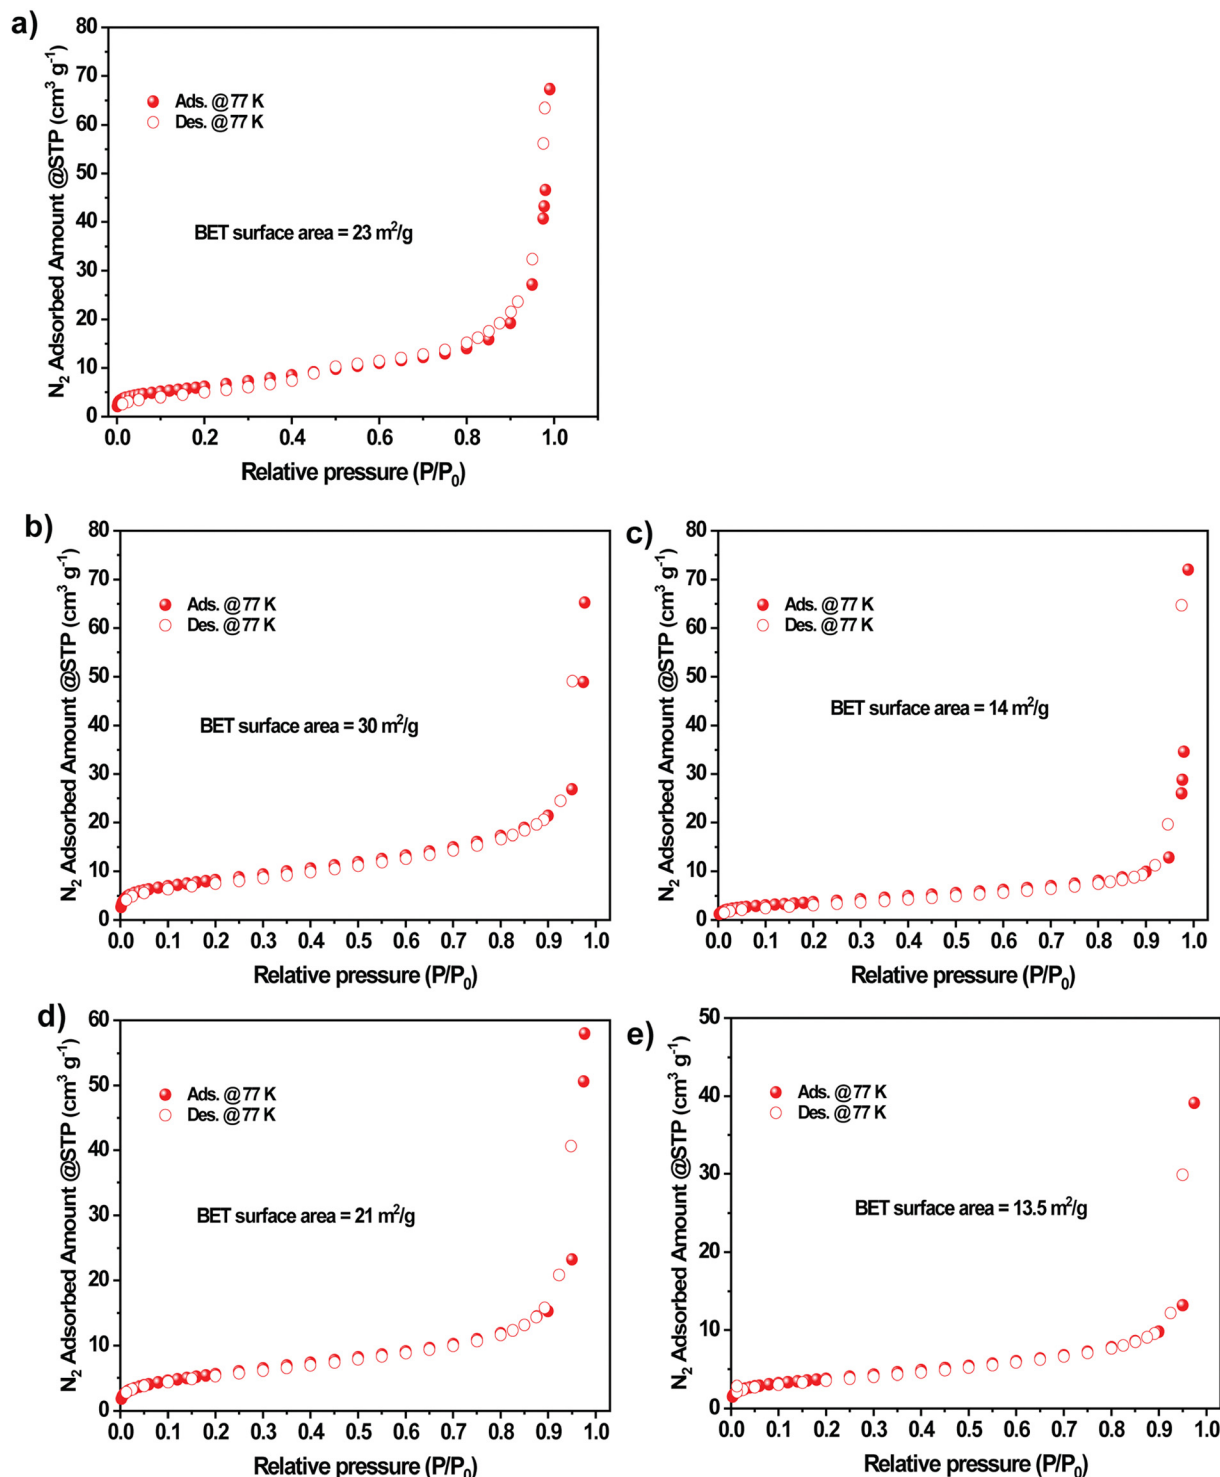 a)
N2 Adsorbed Amount @STP (cm3 g-1)
80
70
60
50
40
30
20
10
0
Ads. @77 K
Des. @77 K
BET surface area = 23 m2/g
0.0 0.2 0.4 0.6 0.8 1.0
Relative pressure (P/P0)
b)
N2 Adsorbed Amount @STP (cm3 g-1)
80
70
60
50
40
30
20
10
0
Ads. @77 K
Des. @77 K
BET surface area = 30 m2/g
0.0 0.1 0.2 0.3 0.4 0.5 0.6 0.7 0.8 0.9 1.0
Relative pressure (P/P0)
c)
N2 Adsorbed Amount @STP (cm3 g-1)
80
70
60
50
40
30
20
10
0
Ads. @77 K
Des. @77 K
BET surface area = 14 m2/g
0.0 0.1 0.2 0.3 0.4 0.5 0.6 0.7 0.8 0.9 1.0
Relative pressure (P/P0)
d)
N2 Adsorbed Amount @STP (cm3 g-1)
60
50
40
30
20
10
0
Ads. @77 K
Des. @77 K
BET surface area = 21 m2/g
0.0 0.1 0.2 0.3 0.4 0.5 0.6 0.7 0.8 0.9 1.0
Relative pressure (P/P0)
e)
N2 Adsorbed Amount @STP (cm3 g-1)
50
40
30
20
10
0
Ads. @77 K
Des. @77 K
BET surface area = 13.5 m2/g
0.0 0.1 0.2 0.3 0.4 0.5 0.6 0.7 0.8 0.9 1.0
Relative pressure (P/P0)